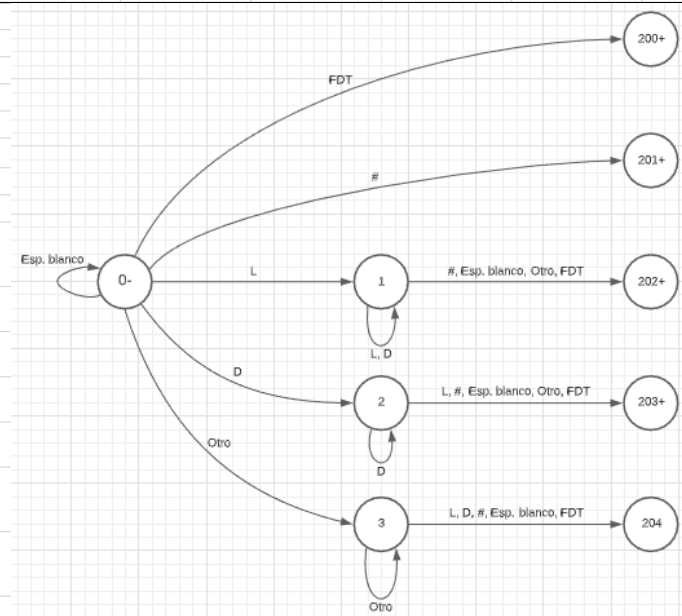 200+
FDT
201+
#
Esp. blanco
0-
L
1
#, Esp. blanco, Otro, FDT
202+
L, D
D
2
L, #, Esp. blanco, Otro, FDT
203+
D
Otro
3
L, D, #, Esp. blanco, FDT
204
Otro